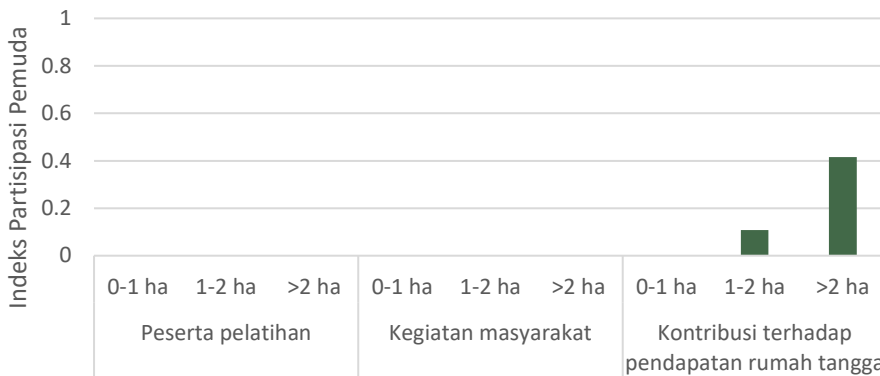 Indeks Partisipasi Pemuda
1
0.8
0.6
0.4
0.2
0
0-1 ha 1-2 ha >2 ha 0-1 ha 1-2 ha >2 ha 0-1 ha 1-2 ha >2 ha
Peserta pelatihan Kegiatan masyarakat Kontribusi terhadap
pendapatan rumah tangga